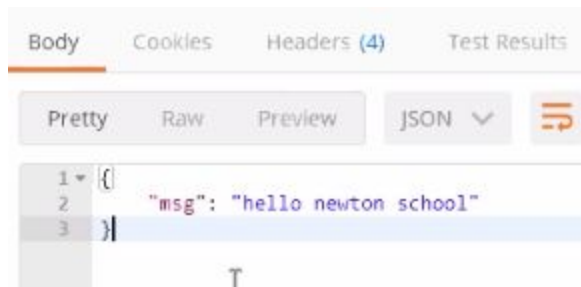 Body Cookies Headers (4) Test Results
Pretty Raw Preview JSON
1 {
2 "msg": "hello newton school"
3 }